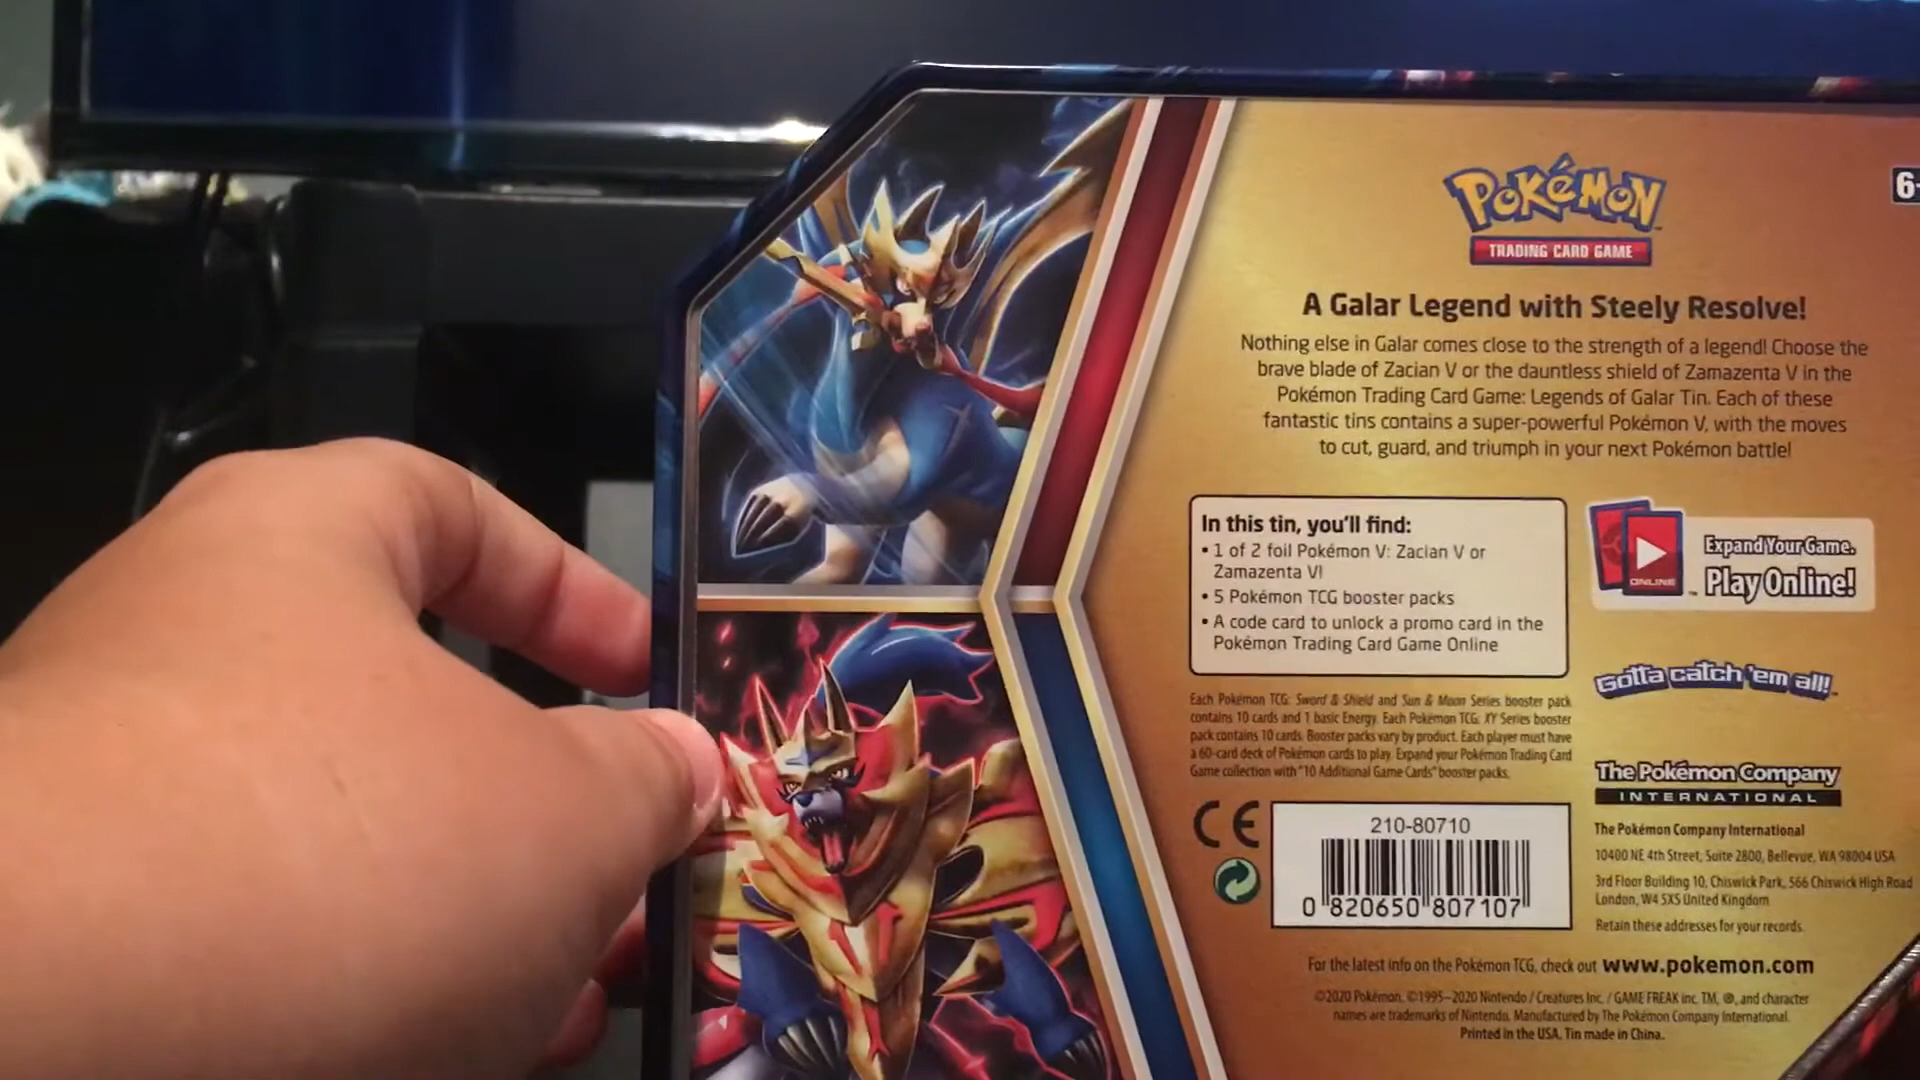 POKéMON
TRADING CARD GAME
6-
A Galar Legend with Steely Resolve!
Nothing else in Galar comes close to the strength of a legend! Choose the
brave blade of Zacian V or the dauntless shield of Zamazenta V in the
Pokémon Trading Card Game: Legends of Galar Tin. Each of these
fantastic tins contains a super-powerful Pokémon V, with the moves
to cut, guard, and triumph in your next Pokémon battle!
In this tin, you'll find:
• 1 of 2 foil Pokémon V: Zacian V or
Zamazenta V!
• 5 Pokémon TCG booster packs
• A code card to unlock a promo card in the
Pokémon Trading Card Game Online
ONLINE
Expand Your Game.
Play Online!
Gotta catch 'em all!
Each Pokémon TCG: Sword & Shield and Sun & Moon Series booster pack
contains 10 cards and 1 basic Energy. Each Pokémon TCG: XY Series booster
pack contains 10 cards. Booster packs vary by product. Each player must have
a 60-card deck of Pokémon cards to play. Expand your Pokémon Trading Card
Game collection with "10 Additional Game Cards" booster packs.
CE
210-80710
0 820650 807107
The Pokémon Company
INTERNATIONAL
The Pokémon Company International
10400 NE 4th Street, Suite 2800, Bellevue, WA 98004 USA
3rd Floor Building 10, Chiswick Park, 566 Chiswick High Road
London, W4 5XS United Kingdom
Retain these addresses for your records.
For the latest info on the Pokémon TCG, check out www.pokemon.com
©2020 Pokémon. ©1995–2020 Nintendo / Creatures Inc. / GAME FREAK inc. TM, ®, and character
names are trademarks of Nintendo. Manufactured by The Pokémon Company International.
Printed in the USA. Tin made in China.